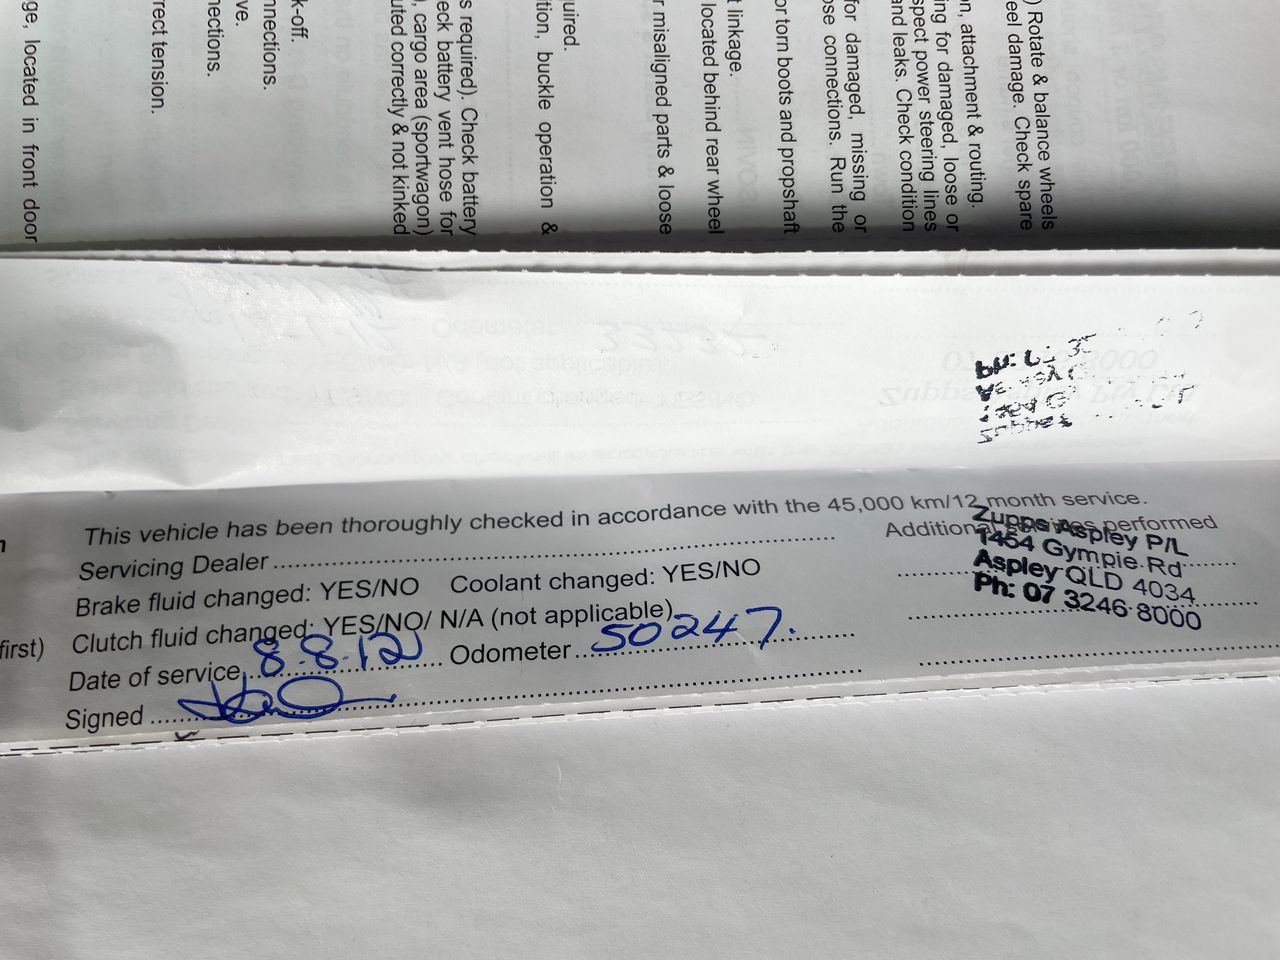 ) Rotate & balance wheels
eel damage. Check spare
on, attachment & routing.
ing for damaged, loose or
spect power steering lines
and leaks. Check condition
for damaged, missing or
ose connections. Run the
or torn boots and propshaft
located behind rear wheel
t linkage.
r misaligned parts & loose
uired.
tion, buckle operation &
s required). Check battery
eck battery vent hose for
), cargo area (sportwagon)
uted correctly & not kinked
k-off.
nnections.
ve.
nections.
rrect tension.
ge, located in front door
This vehicle has been thoroughly checked in accordance with the 45,000 km/12 month service.
Servicing Dealer
Additional services performed
Brake fluid changed: YES/NO Coolant changed: YES/NO
first) Clutch fluid changed: YES/NO/ N/A (not applicable)
Date of service 8.8.12 Odometer 50247.
Signed
Zupps Aspley P/L
1454 Gympie Rd
Aspley QLD 4034
Ph: 07 3246 8000